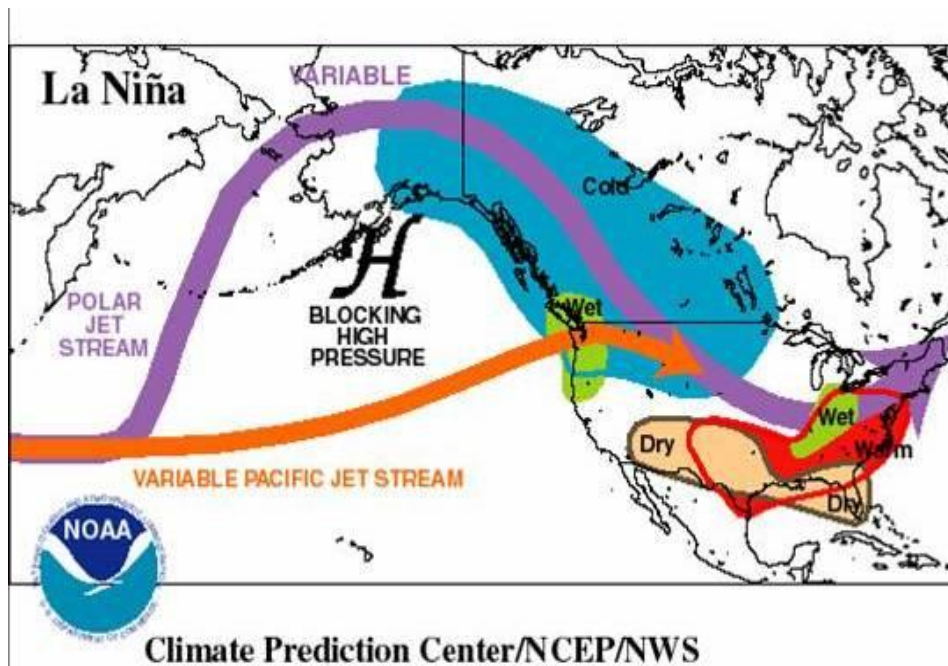 La Niña
VARIABLE
Cold
H
BLOCKING
HIGH
PRESSURE
POLAR
JET
STREAM
Wet
Wet
Warm
Dry
Dry
VARIABLE PACIFIC JET STREAM
NOAA
Climate Prediction Center/NCEP/NWS